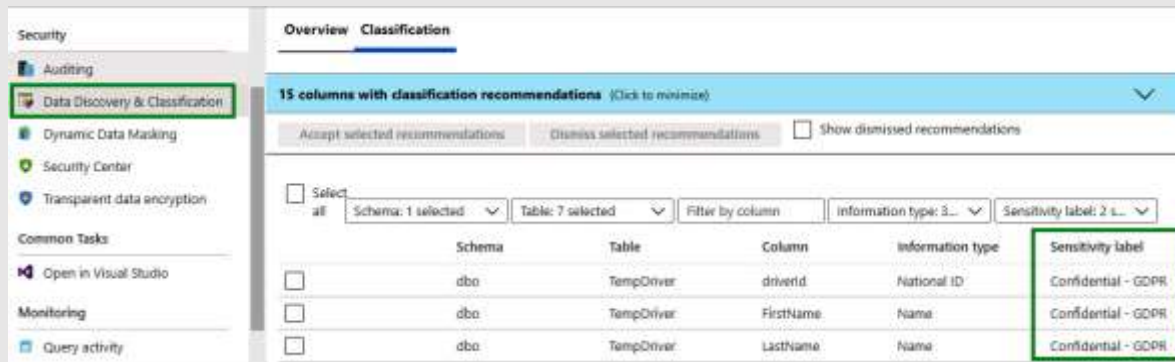 Security
Auditing
Data Discovery & Classification
Dynamic Data Masking
Security Center
Transparent data encryption
Common Tasks
Open in Visual Studio
Monitoring
Query activity
Overview Classification
15 columns with classification recommendations (Click to minimize)
Accept selected recommendations Dismiss selected recommendations Show dismissed recommendations
Select all
Schema: 1 selected Table: 7 selected Filter by column Information type: 3... Sensitivity label: 2 s...
Schema Table Column Information type Sensitivity label
dbo TempDriver driverId National ID Confidential - GDPR
dbo TempDriver FirstName Name Confidential - GDPR
dbo TempDriver LastName Name Confidential - GDPR